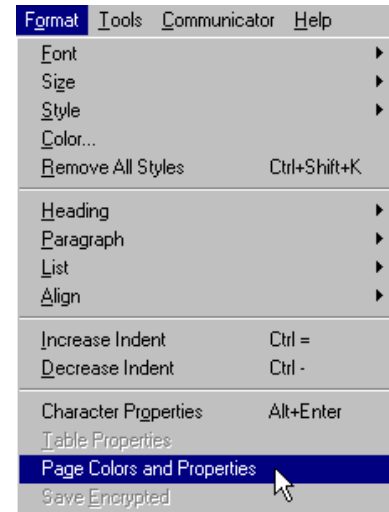 Format Tools Communicator Help
Font
Size
Style
Color...
Remove All Styles Ctrl+Shift+K
Heading
Paragraph
List
Align
Increase Indent Ctrl =
Decrease Indent Ctrl -
Character Properties Alt+Enter
Table Properties
Page Colors and Properties
Save Encrypted